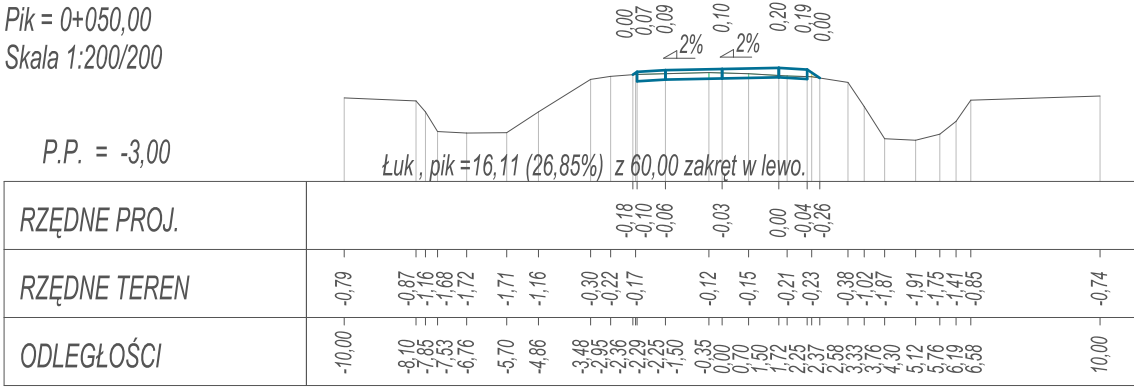 Pik = 0+050,00
0,00 0,07 0,09 0,10 0,20 0,19 0,00
Skala 1:200/200
2% 2%
P.P. = -3,00
Łuk , pik =16,11 (26,85%) z 60,00 zakręt w lewo.
RZĘDNE PROJ. -0,18 -0,10 -0,06 -0,03 0,00 -0,04 -0,26
RZĘDNE TEREN -0,79 -0,87 -1,16 -1,68 -1,72 -1,71 -1,16 -0,30 -0,22 -0,17 -0,12 -0,15 -0,21 -0,23 -0,38 -1,02 -1,87 -1,91 -1,75 -1,41 -0,85 -0,74
ODLEGŁOŚCI -10,00 -8,10 -7,85 -7,53 -6,76 -5,70 -4,86 -3,48 -2,95 -2,36 -2,29 -2,25 -1,50 -0,35 0,00 0,70 1,50 1,72 2,25 2,37 2,58 3,33 3,76 4,30 5,12 5,76 6,19 6,58 10,00